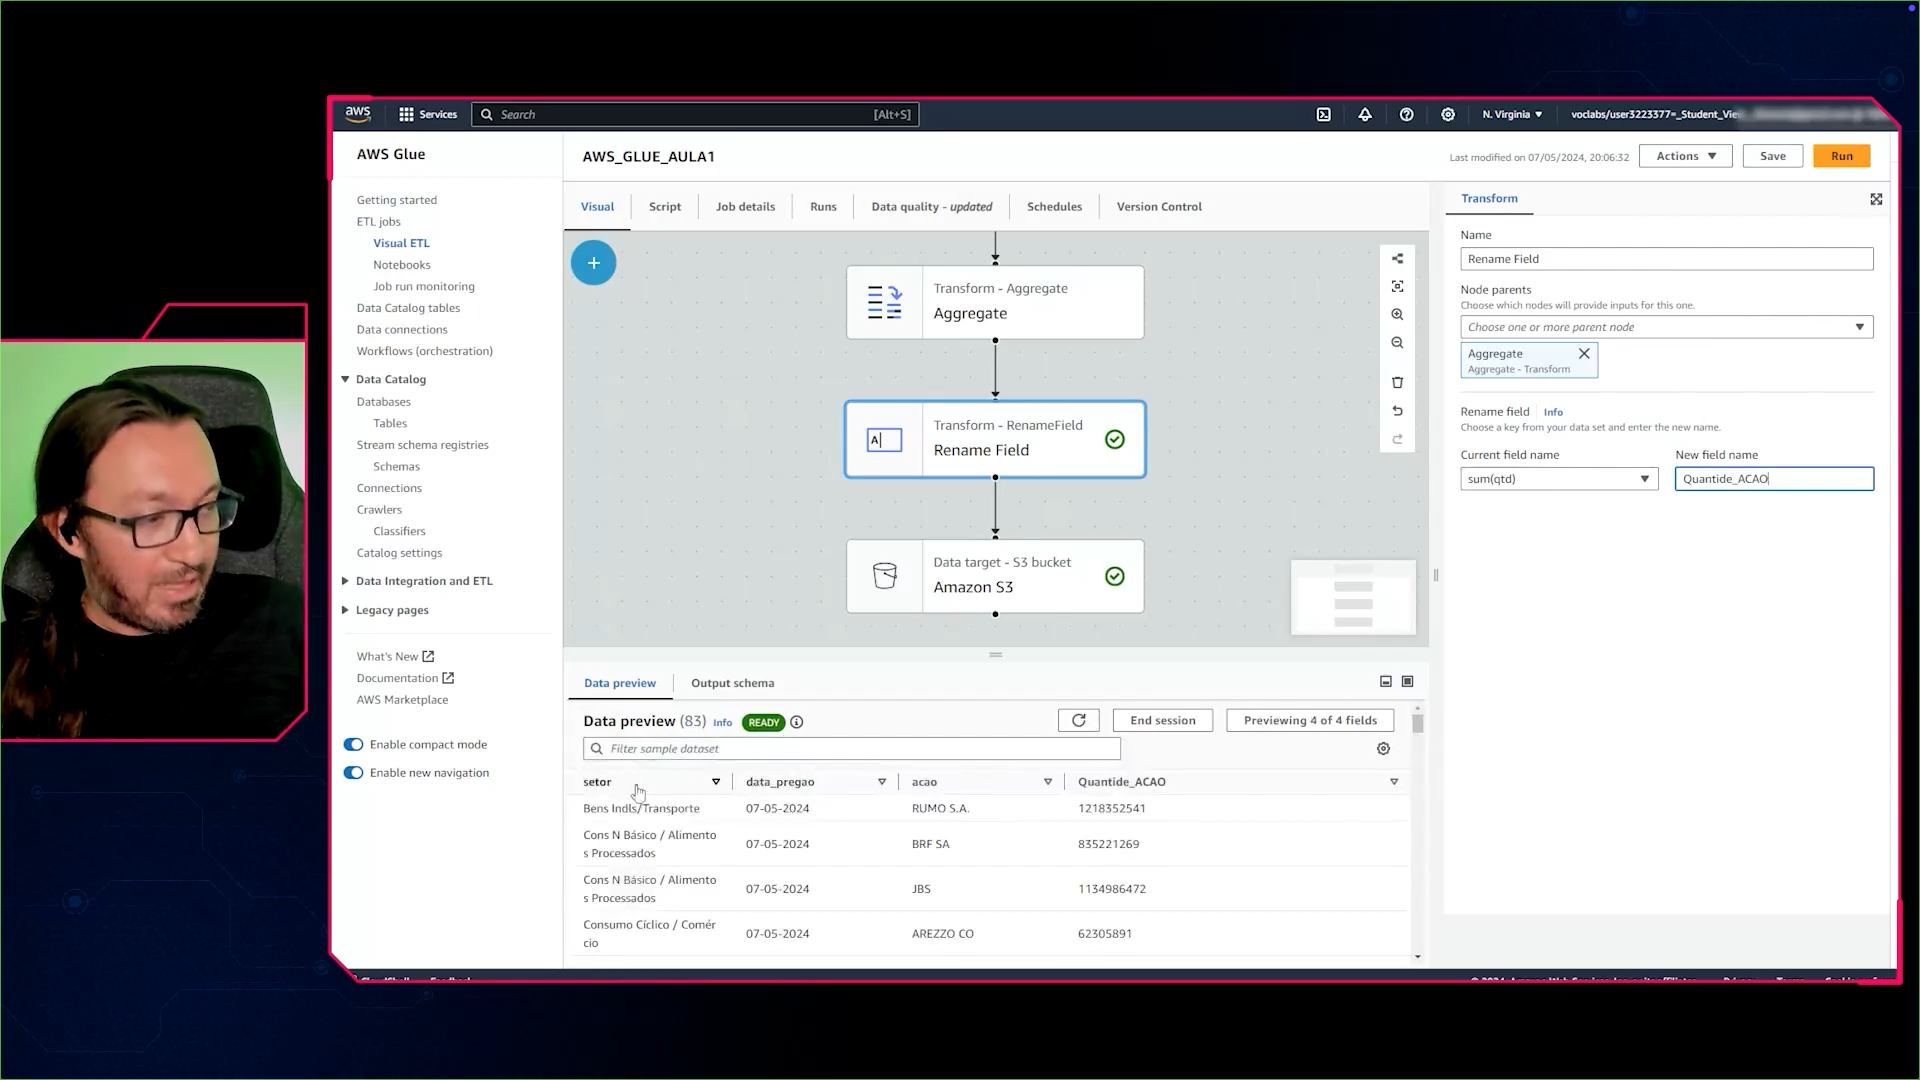 aws
Services
Search
[Alt+S]
N. Virginia
voclabs/user3223377=_Student_Vie
AWS Glue
Getting started
ETL jobs
Visual ETL
Notebooks
Job run monitoring
Data Catalog tables
Data connections
Workflows (orchestration)
Data Catalog
Databases
Tables
Stream schema registries
Schemas
Connections
Crawlers
Classifiers
Catalog settings
Data Integration and ETL
Legacy pages
What's New
Documentation
AWS Marketplace
Enable compact mode
Enable new navigation
AWS_GLUE_AULA1
Last modified on 07/05/2024, 20:06:32
Actions
Save
Run
Visual
Script
Job details
Runs
Data quality - updated
Schedules
Version Control
Transform - Aggregate
Aggregate
A
Transform - RenameField
Rename Field
Data target - S3 bucket
Amazon S3
Transform
Name
Rename Field
Node parents
Choose which nodes will provide inputs for this one.
Choose one or more parent node
Aggregate
Aggregate - Transform
Rename field Info
Choose a key from your data set and enter the new name.
Current field name
New field name
sum(qtd)
Quantide_ACAO
Data preview
Output schema
Data preview (83) Info READY
End session
Previewing 4 of 4 fields
Filter sample dataset
setor data_pregao acao Quantide_ACAO
Bens Indls/Transporte 07-05-2024 RUMO S.A. 1218352541
Cons N Básico / Alimento
s Processados 07-05-2024 BRF SA 835221269
Cons N Básico / Alimento
s Processados 07-05-2024 JBS 1134986472
Consumo Cíclico / Comér
cio 07-05-2024 AREZZO CO 62305891